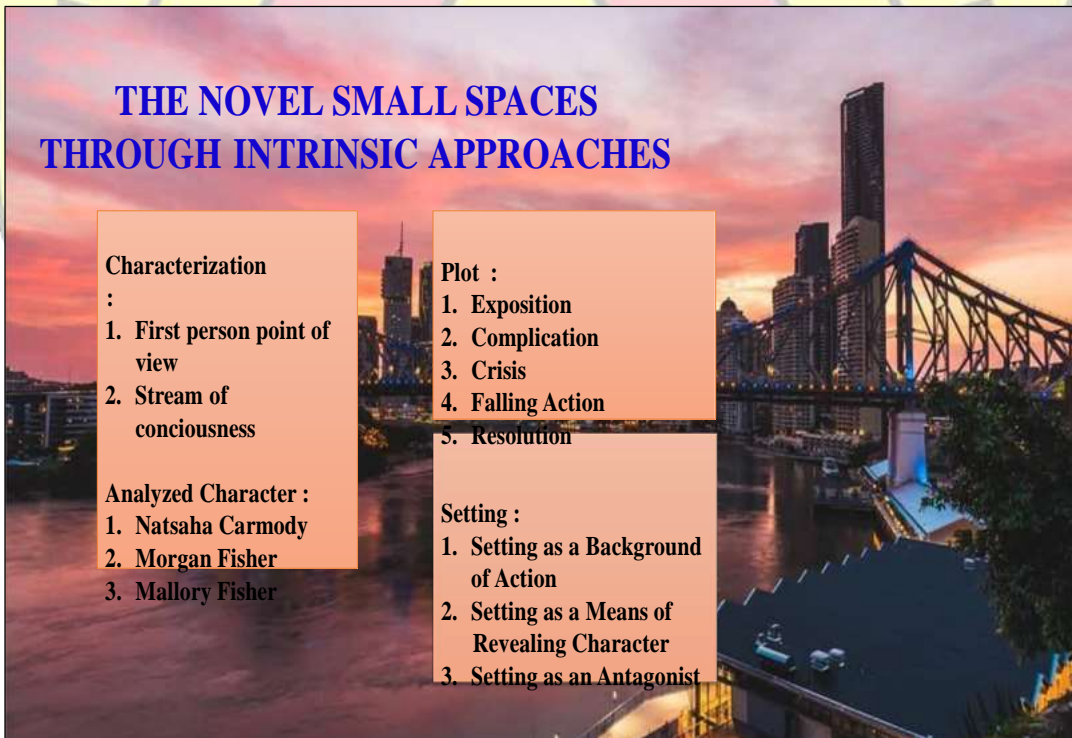 THE NOVEL SMALL SPACES
THROUGH INTRINSIC APPROACHES
Characterization
:
1. First person point of
view
2. Stream of
conciousness
Analyzed Character :
1. Natsaha Carmody
2. Morgan Fisher
3. Mallory Fisher
Plot :
1. Exposition
2. Complication
3. Crisis
4. Falling Action
5. Resolution
Setting :
1. Setting as a Background
of Action
2. Setting as a Means of
Revealing Character
3. Setting as an Antagonist